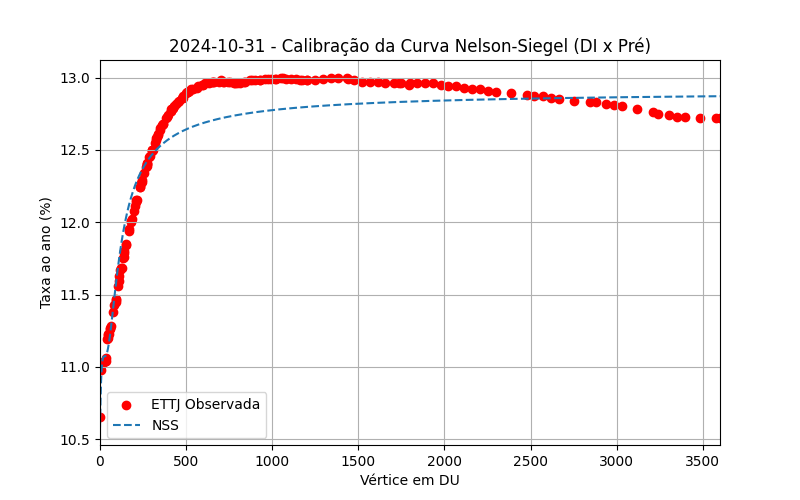 2024-10-31 - Calibração da Curva Nelson-Siegel (DI x Pré)
Taxa ao ano (%)
13.0
12.5
12.0
11.5
11.0
10.5
ETTJ Observada
NSS
0 500 1000 1500 2000 2500 3000 3500
Vértice em DU